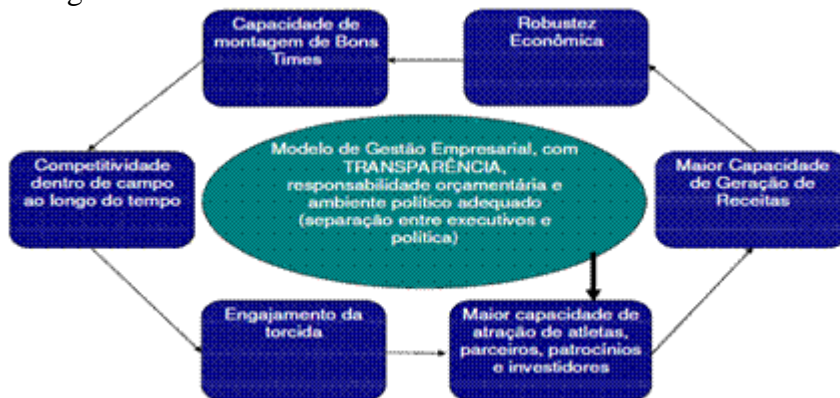 Capacidade de
montagem de Bons
Times
Robustez
Econômica
Competitividade
dentro de campo
ao longo do tempo
Modelo de Gestão Empresarial, com
TRANSPARÊNCIA,
responsabilidade orçamentária e
ambiente político adequado
(separação entre executivos e
política)
Maior Capacidade
de Geração de
Receitas
Engajamento da
torcida
Maior capacidade de
atração de atletas,
parceiros, patrocínios
e investidores